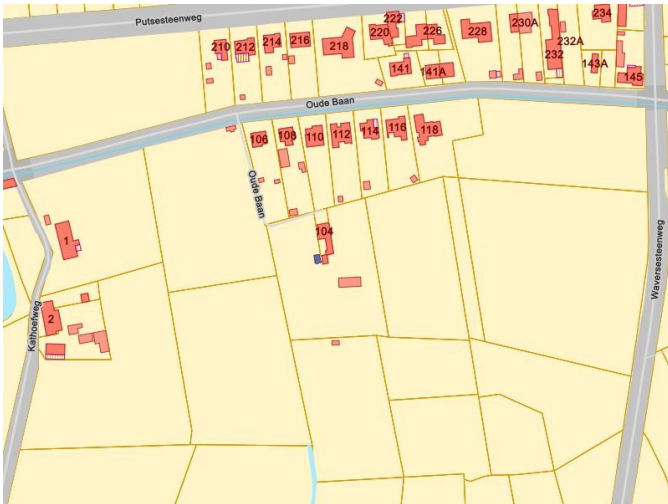 Putsesteenweg
210
212
214
216
218
220
222
226
228
230A
232
232A
234
141
141A
143A
145
Oude Baan
106
108
110
112
114
116
118
Oude Baan
104
1
2
Kathoefweg
Waversesteenweg